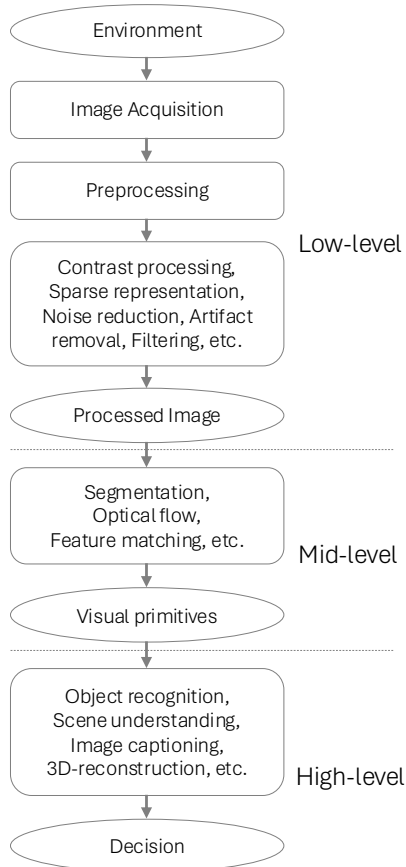 Environment
Image Acquisition
Preprocessing
Low-level
Contrast processing,
Sparse representation,
Noise reduction, Artifact
removal, Filtering, etc.
Processed Image
Segmentation,
Optical flow,
Feature matching, etc.
Mid-level
Visual primitives
Object recognition,
Scene understanding,
Image captioning,
3D-reconstruction, etc.
High-level
Decision